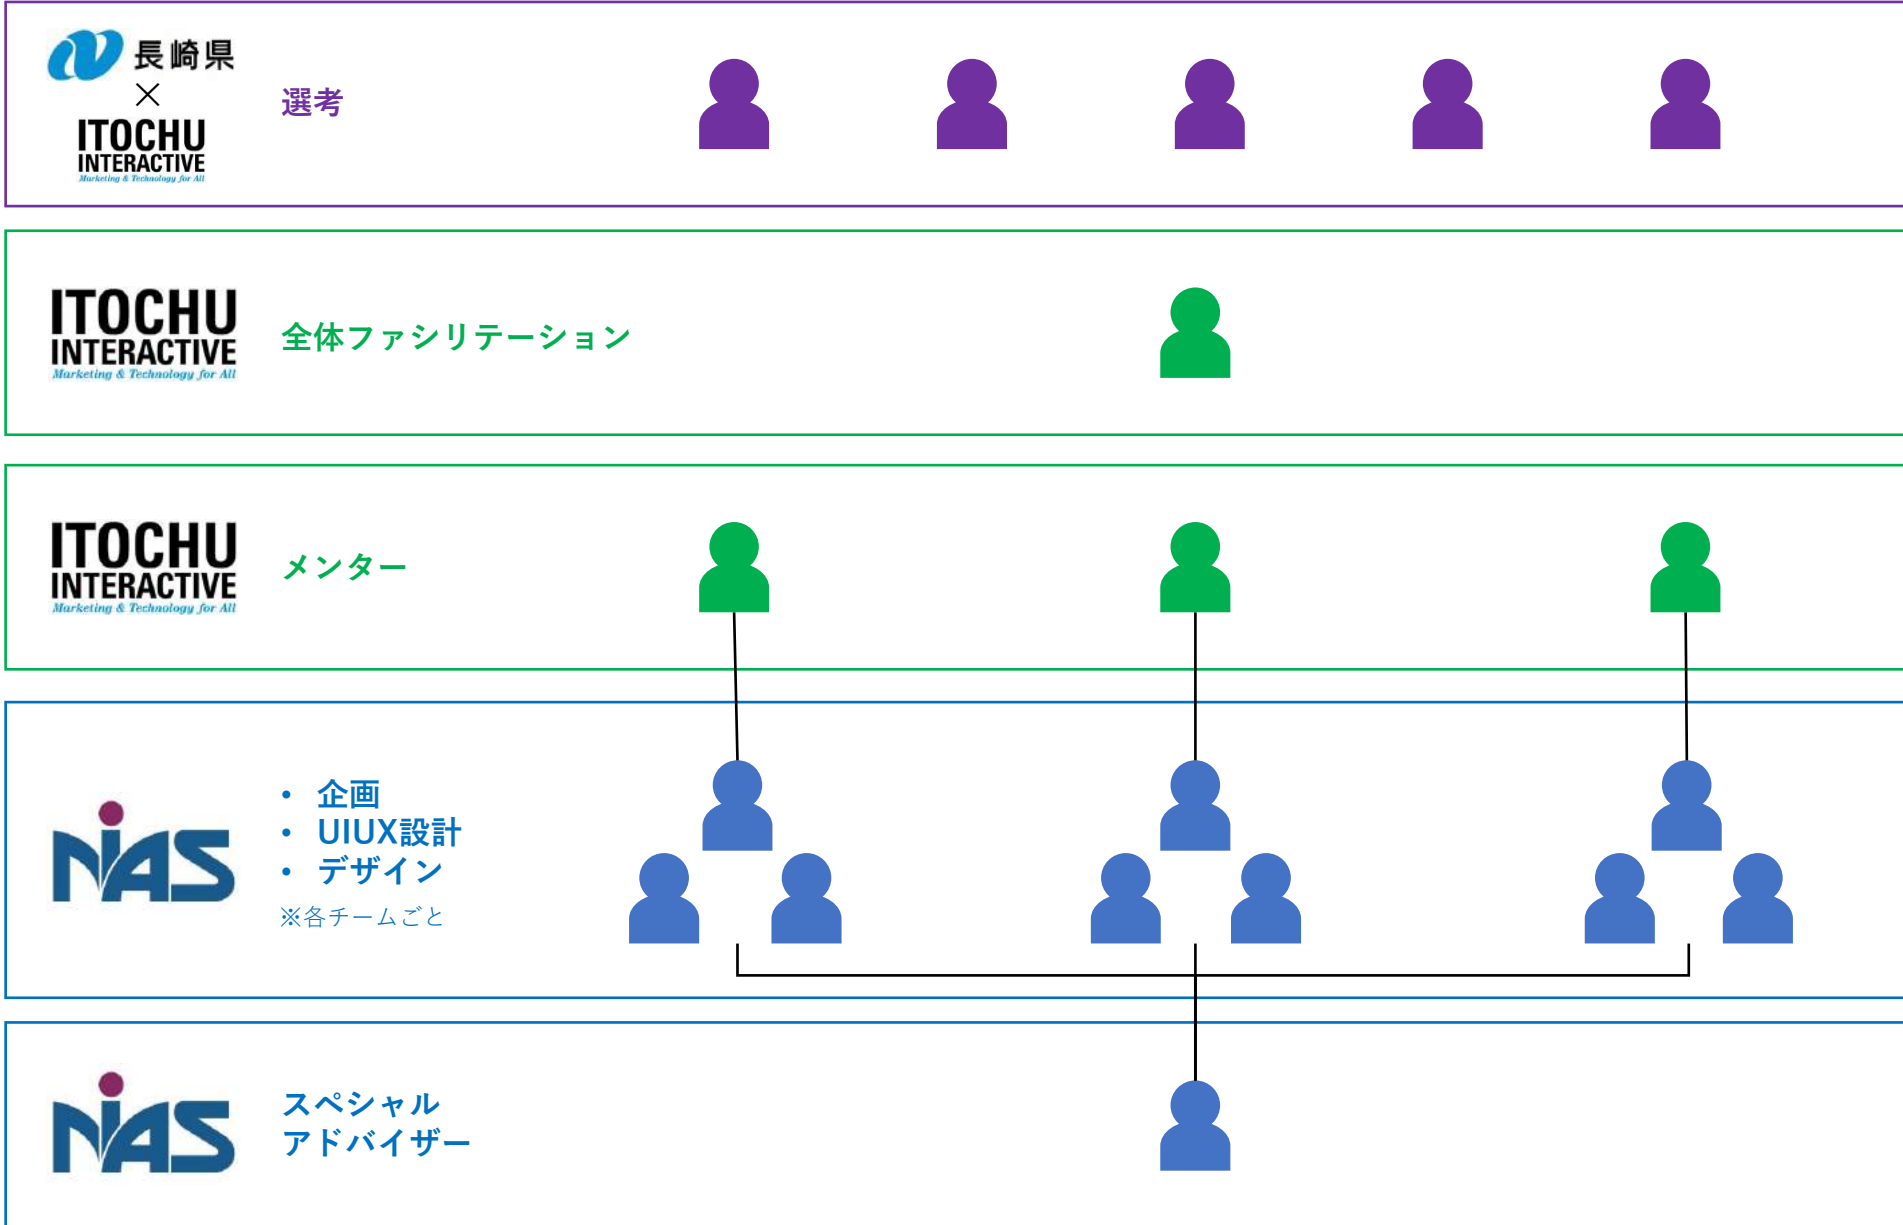 長崎県
×
ITOCHU
INTERACTIVE
Marketing & Technology for All
選考
ITOCHU
INTERACTIVE
Marketing & Technology for All
全体ファシリテーション
ITOCHU
INTERACTIVE
Marketing & Technology for All
メンター
NiAS
• 企画
• UIUX設計
• デザイン
※各チームごと
NiAS
スペシャル
アドバイザー